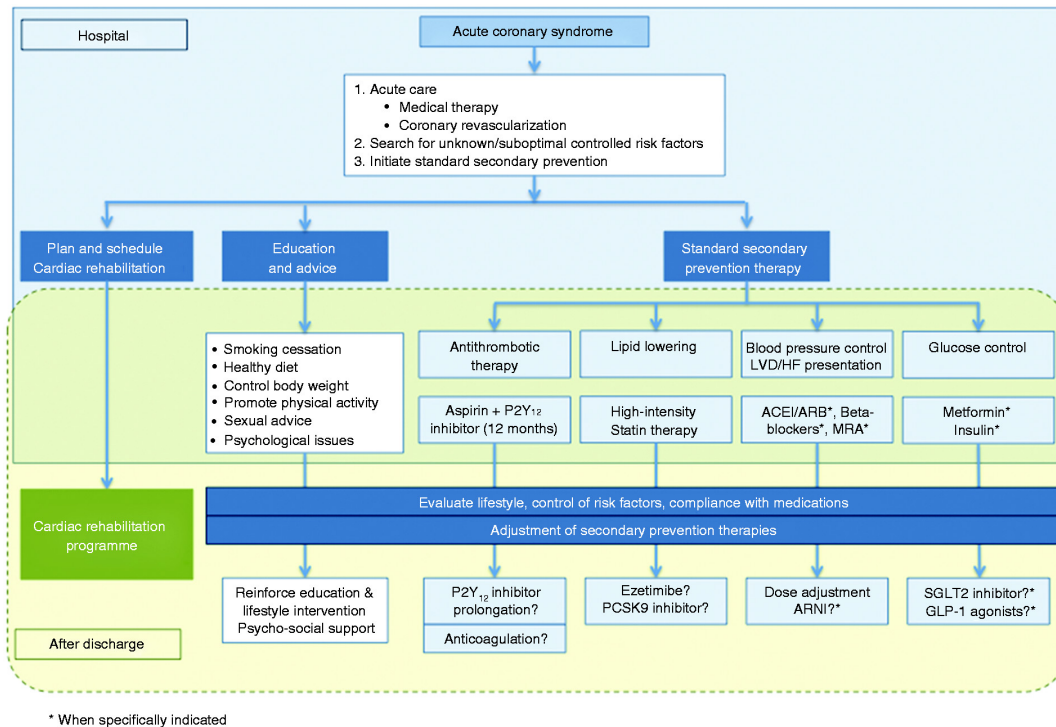 Hospital
Acute coronary syndrome
1. Acute care
• Medical therapy
• Coronary revascularization
2. Search for unknown/suboptimal controlled risk factors
3. Initiate standard secondary prevention
Plan and schedule
Cardiac rehabilitation
Education
and advice
Standard secondary
prevention therapy
• Smoking cessation
• Healthy diet
• Control body weight
• Promote physical activity
• Sexual advice
• Psychological issues
Antithrombotic
therapy
Lipid lowering
Blood pressure control
LVD/HF presentation
Glucose control
Aspirin + P2Y₁₂
inhibitor (12 months)
High-intensity
Statin therapy
ACEI/ARB*, Beta-
blockers*, MRA*
Metformin*
Insulin*
Evaluate lifestyle, control of risk factors, compliance with medications
Adjustment of secondary prevention therapies
Cardiac rehabilitation
programme
Reinforce education &
lifestyle intervention
Psycho-social support
P2Y₁₂ inhibitor
prolongation?
Anticoagulation?
Ezetimibe?
PCSK9 inhibitor?
Dose adjustment
ARNI?*
SGLT2 inhibitor?*
GLP-1 agonists?*
After discharge
* When specifically indicated